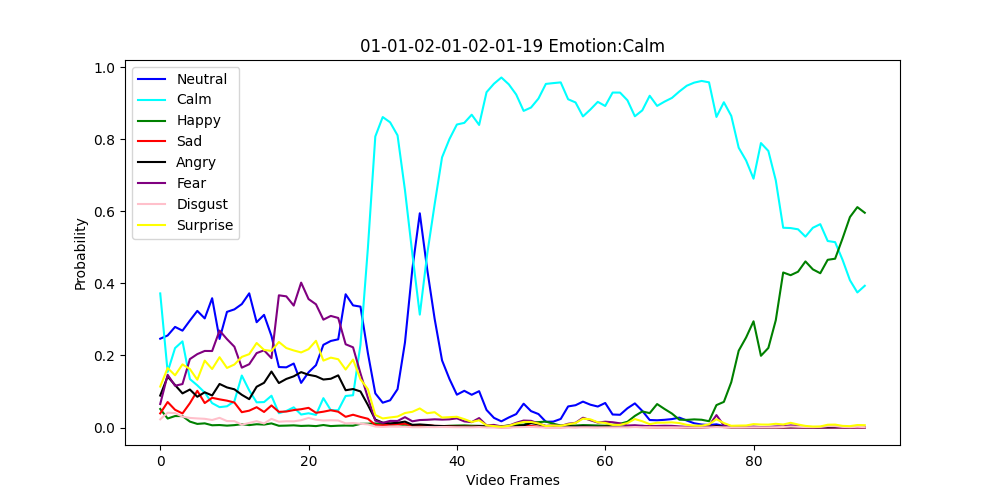 01-01-02-01-02-01-19 Emotion:Calm
1.0
0.8
0.6
0.4
0.2
0.0
Probability
Neutral
Calm
Happy
Sad
Angry
Fear
Disgust
Surprise
0
20
40
60
80
Video Frames